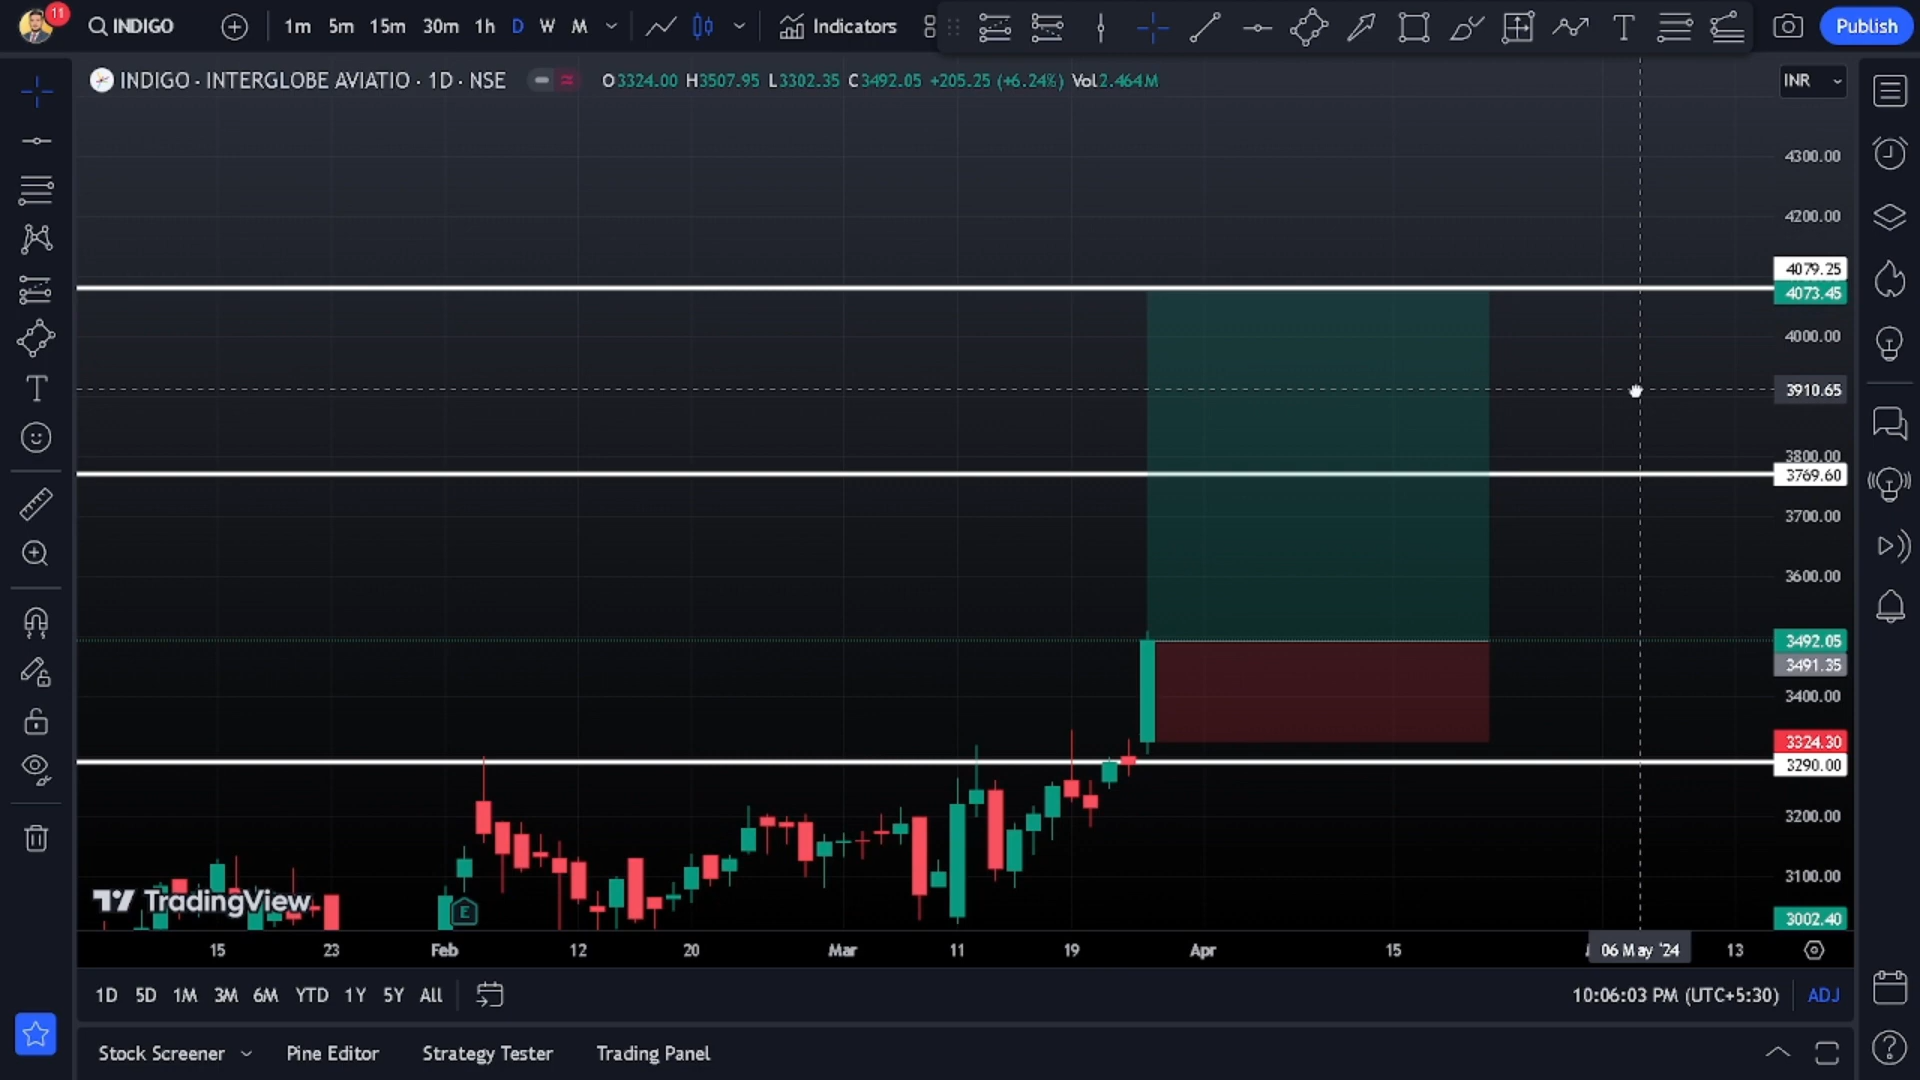 11
INDIGO
1m 5m 15m 30m 1h D W M
Indicators
Publish
INDIGO · INTERGLOBE AVIATIO · 1D · NSE
O3324.00 H3507.95 L3302.35 C3492.05 +205.25 (+6.24%) Vol2.464M
INR
4300.00
4200.00
4079.25
4073.45
4000.00
3910.65
3800.00
3769.60
3700.00
3600.00
3492.05
3491.35
3400.00
3324.30
3290.00
3200.00
3100.00
3002.40
E
TradingView
15 23 Feb 12 20 Mar 11 19 Apr 15 06 May '24 13
1D 5D 1M 3M 6M YTD 1Y 5Y All
10:06:03 PM (UTC+5:30) ADJ
Stock Screener Pine Editor Strategy Tester Trading Panel